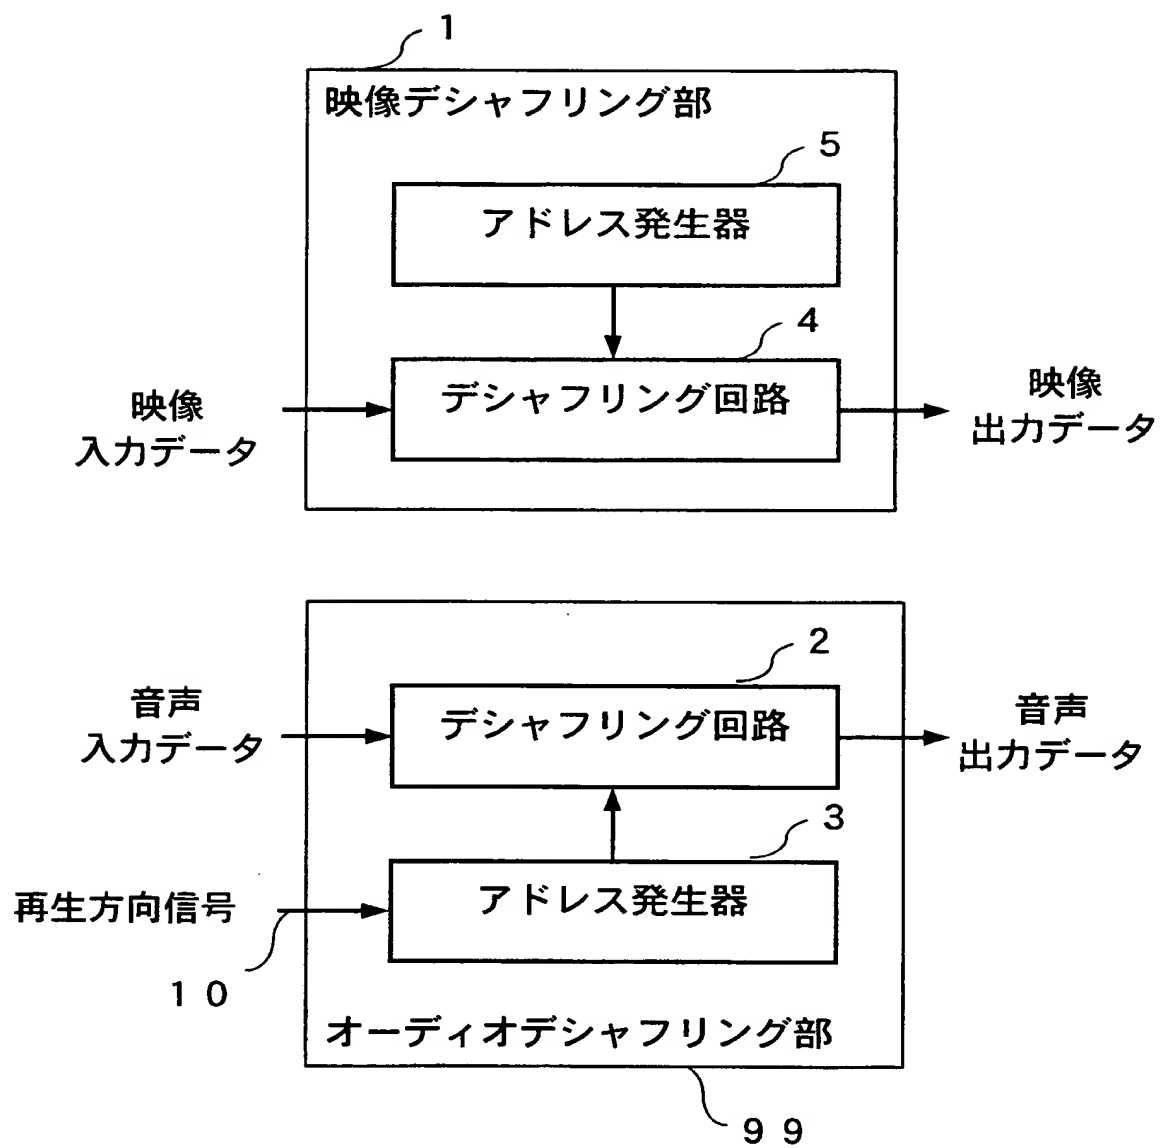 1
映像デシャフリング部
5
アドレス発生器
4
デシャフリング回路
映像
入力データ
映像
出力データ
2
音声
入力データ
デシャフリング回路
音声
出力データ
3
アドレス発生器
再生方向信号
10
オーディオデシャフリング部
99